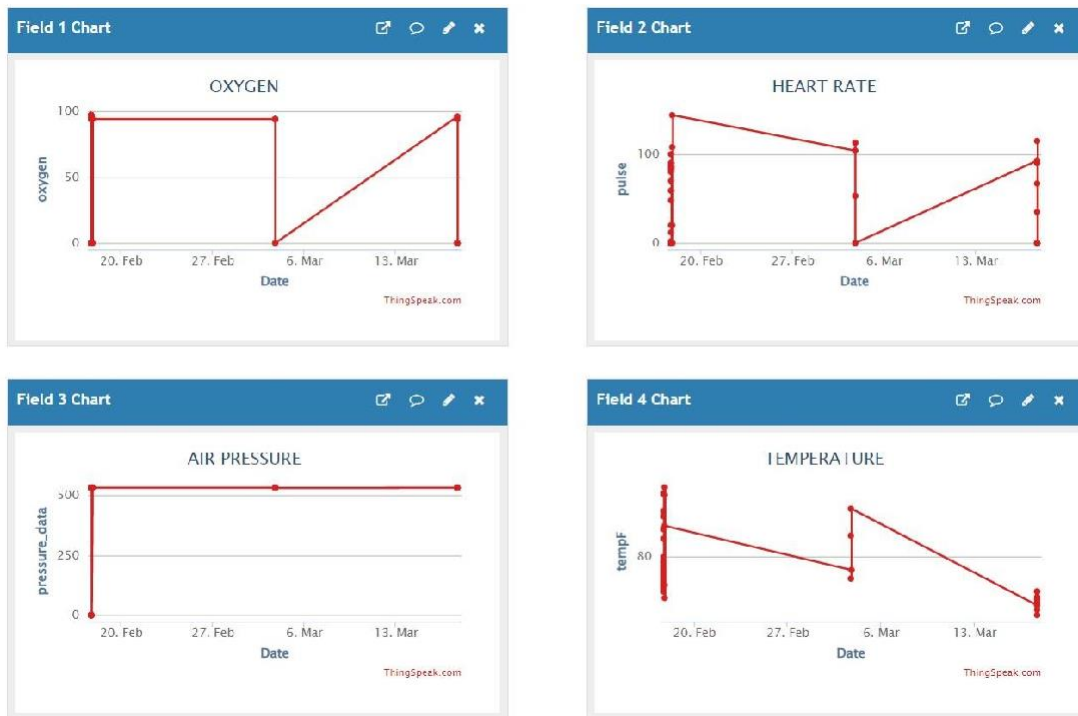 Field 1 Chart
OXYGEN
100
50
0
oxygen
20. Feb
27. Feb
6. Mar
13. Mar
Date
ThingSpeak.com
Field 2 Chart
HEART RATE
100
0
pulse
20. Feb
27. Feb
6. Mar
13. Mar
Date
ThingSpeak.com
Field 3 Chart
AIR PRESSURE
500
250
0
pressure_data
20. Feb
27. Feb
6. Mar
13. Mar
Date
ThingSpeak.com
Field 4 Chart
TEMPERATURE
80
tempF
20. Feb
27. Feb
6. Mar
13. Mar
Date
ThingSpeak.com